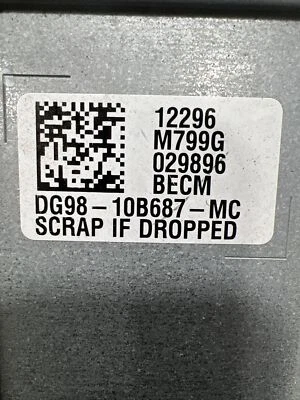 12296
M799G
029896
BECM
DG98-10B687-MC
SCRAP IF DROPPED